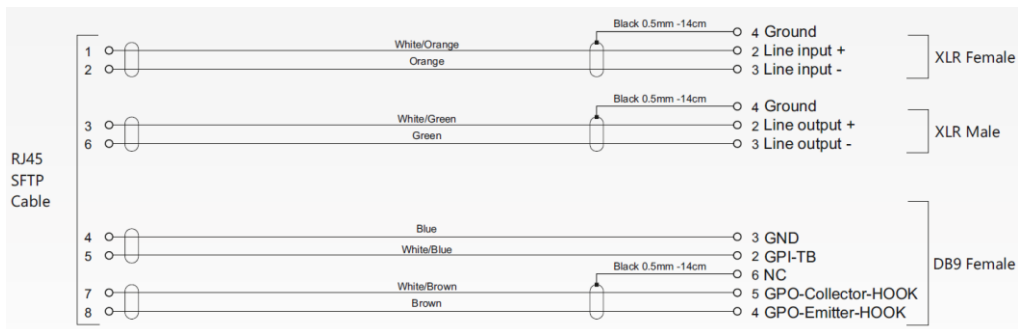 Black 0.5mm -14cm
4 Ground
1 White/Orange 2 Line input +
2 Orange 3 Line input -
XLR Female
Black 0.5mm -14cm
4 Ground
3 White/Green 2 Line output +
6 Green 3 Line output -
XLR Male
RJ45
SFTP
Cable
4 Blue 3 GND
5 White/Blue 2 GPI-TB
Black 0.5mm -14cm
6 NC
7 White/Brown 5 GPO-Collector-HOOK
8 Brown 4 GPO-Emitter-HOOK
DB9 Female